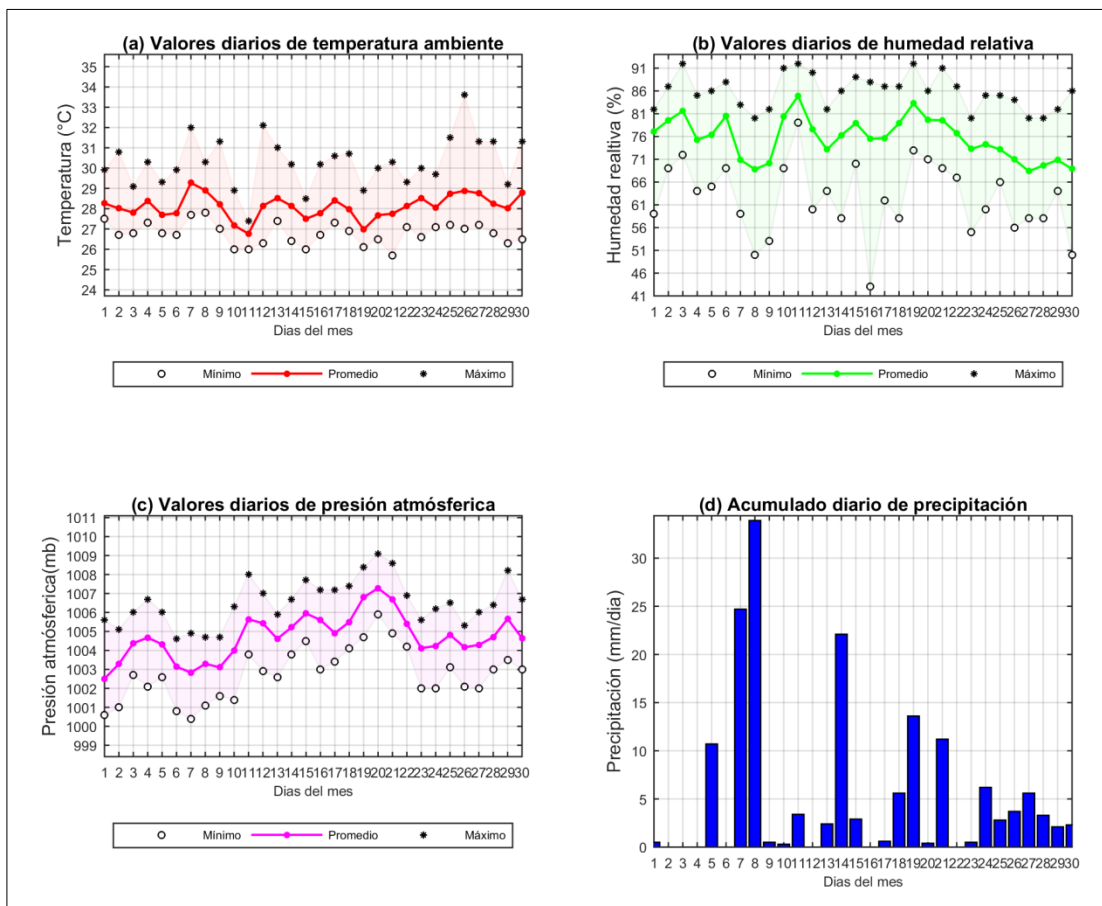 (a) Valores diarios de temperatura ambiente
35
34
33
32
31
30
29
28
27
26
25
24
Temperatura (°C)
1 2 3 4 5 6 7 8 9 10 11 12 13 14 15 16 17 18 19 20 21 22 23 24 25 26 27 28 29 30
Dias del mes
Mínimo Promedio Máximo
(b) Valores diarios de humedad relativa
91
86
81
76
71
66
61
56
51
46
41
Humedad realtiva (%)
1 2 3 4 5 6 7 8 9 10 11 12 13 14 15 16 17 18 19 20 21 22 23 24 25 26 27 28 29 30
Dias del mes
Mínimo Promedio Máximo
(c) Valores diarios de presión atmósferica
1011
1010
1009
1008
1007
1006
1005
1004
1003
1002
1001
1000
999
Presión atmósferica(mb)
1 2 3 4 5 6 7 8 9 10 11 12 13 14 15 16 17 18 19 20 21 22 23 24 25 26 27 28 29 30
Dias del mes
Mínimo Promedio Máximo
(d) Acumulado diario de precipitación
30
25
20
15
10
5
0
Precipitación (mm/dia)
1 2 3 4 5 6 7 8 9 10 11 12 13 14 15 16 17 18 19 20 21 22 23 24 25 26 27 28 29 30
Dias del mes